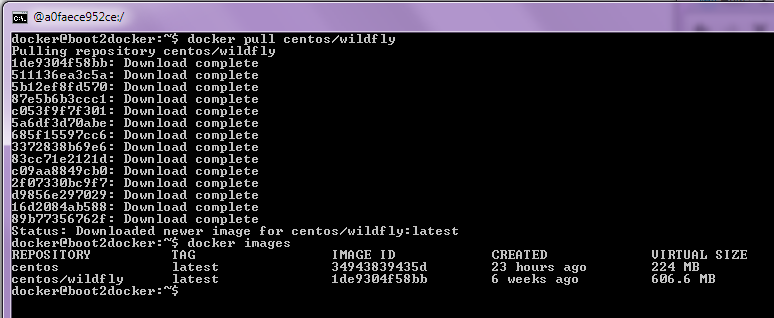 @a0faece952ce:/
docker@boot2docker:~$ docker pull centos/wildfly
Pulling repository centos/wildfly
1de9304f58bb: Download complete
511136ea3c5a: Download complete
5b12ef8fd570: Download complete
87e5b6b3ccc1: Download complete
c053f9f7f301: Download complete
5a6df3d70abe: Download complete
685f15597cc6: Download complete
3372838b69e6: Download complete
83cc71e2121d: Download complete
c09aa8849cb0: Download complete
2f07330bc9f7: Download complete
d9856e297029: Download complete
16d2084ab588: Download complete
89b77356762f: Download complete
Status: Downloaded newer image for centos/wildfly:latest
docker@boot2docker:~$ docker images
REPOSITORY TAG IMAGE ID CREATED VIRTUAL SIZE
centos latest 34943839435d 23 hours ago 224 MB
centos/wildfly latest 1de9304f58bb 6 weeks ago 606.6 MB
docker@boot2docker:~$